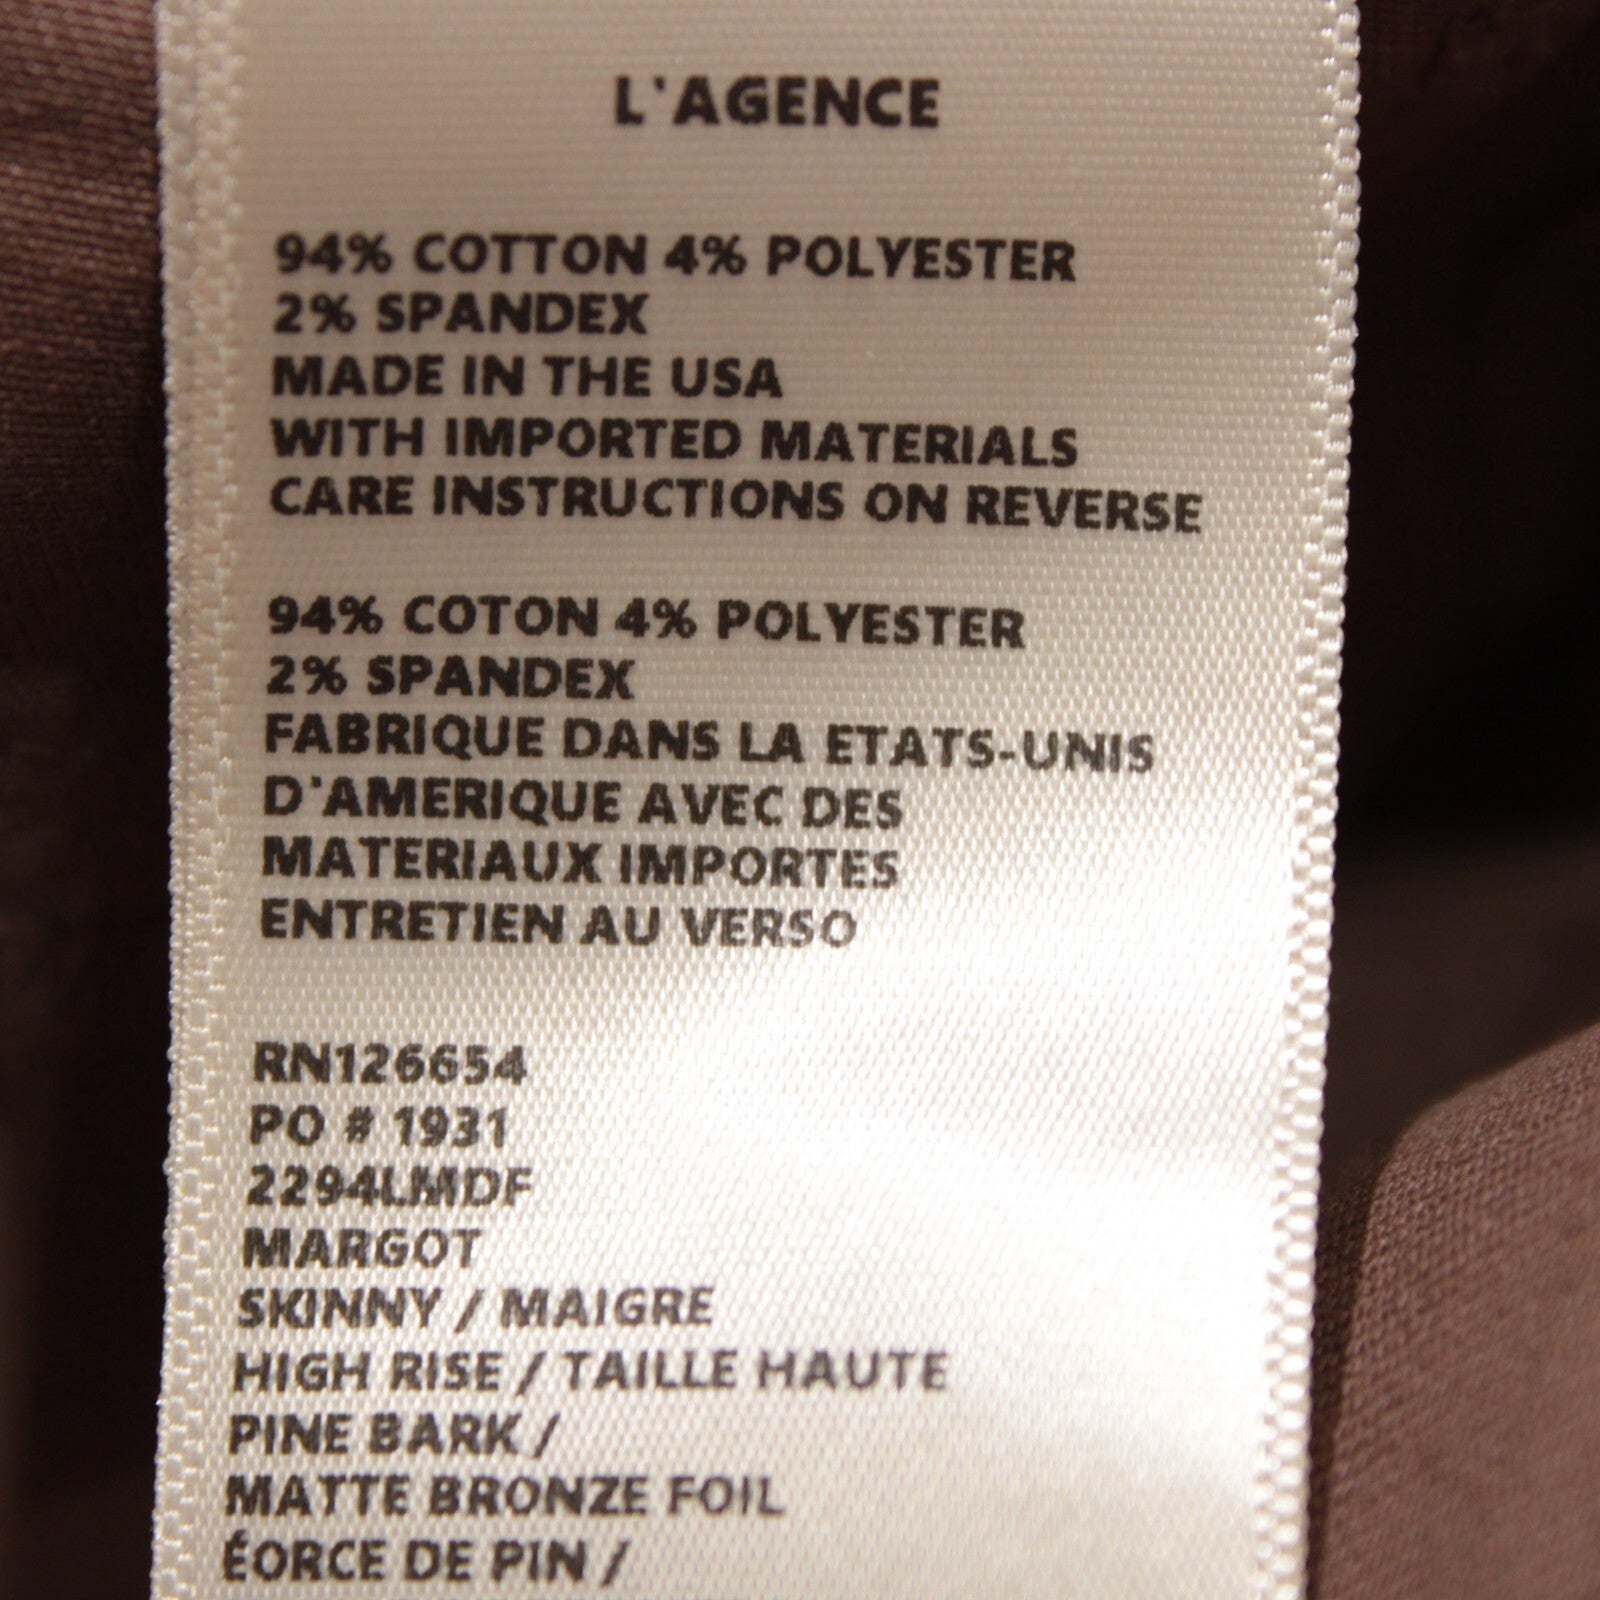 L'AGENCE
94% COTTON 4% POLYESTER
2% SPANDEX
MADE IN THE USA
WITH IMPORTED MATERIALS
CARE INSTRUCTIONS ON REVERSE
94% COTON 4% POLYESTER
2% SPANDEX
FABRIQUE DANS LA ETATS-UNIS
D'AMERIQUE AVEC DES
MATERIAUX IMPORTES
ENTRETIEN AU VERSO
RN126654
PO # 1931
2294LMDF
MARGOT
SKINNY / MAIGRE
HIGH RISE / TAILLE HAUTE
PINE BARK /
MATTE BRONZE FOIL
ÉORCE DE PIN /